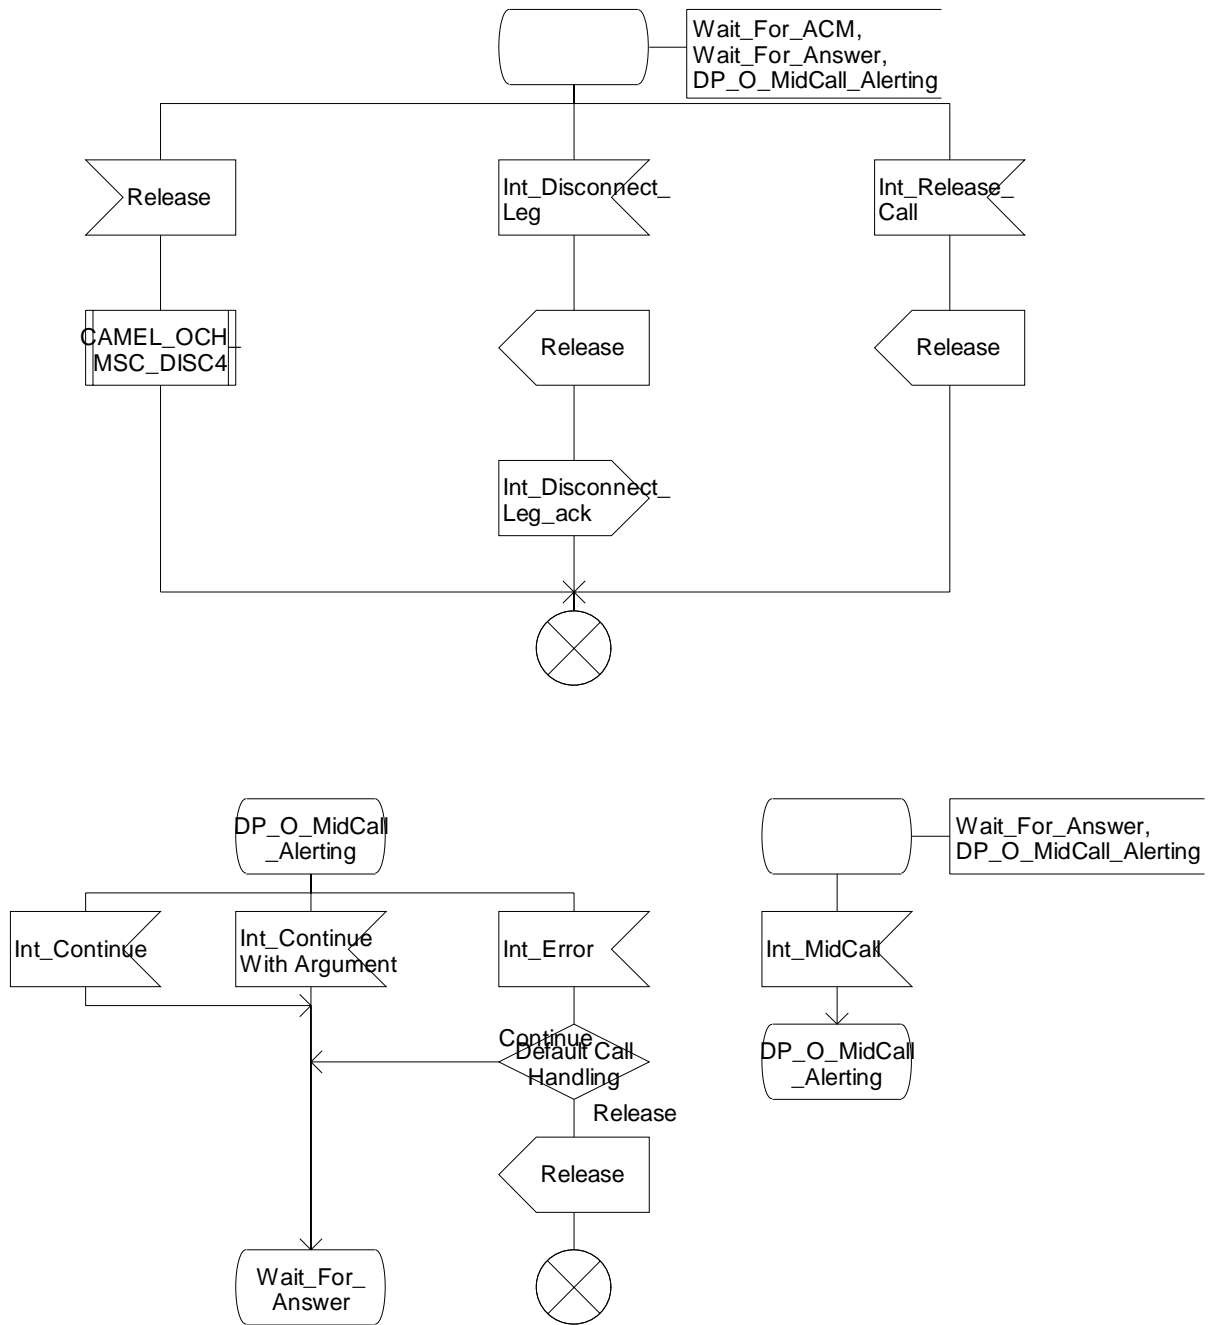 Wait_For_ACM,
Wait_For_Answer,
DP_O_MidCall_Alerting
Release
Int_Disconnect_
Leg
Int_Release_
Call
CAMEL_OCH_
MSC_DISC4
Release
Release
Int_Disconnect_
Leg_ack
DP_O_MidCall
_Alerting
Wait_For_Answer,
DP_O_MidCall_Alerting
Int_Continue
Int_Continue
With Argument
Int_Error
Int_MidCall
Continue
Default Call
Handling
DP_O_MidCall
_Alerting
Release
Release
Wait_For_
Answer